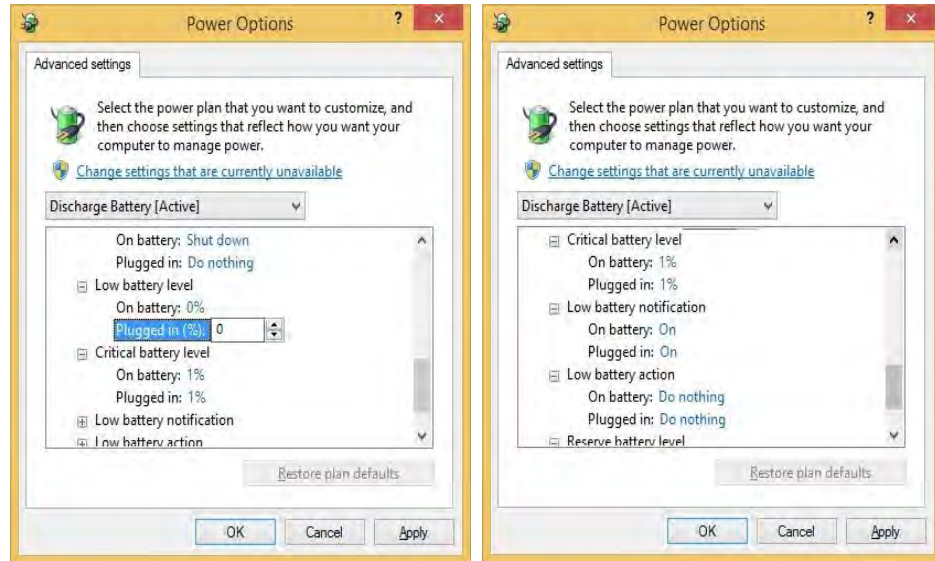 Power Options
?
×
Advanced settings
Select the power plan that you want to customize, and
then choose settings that reflect how you want your
computer to manage power.
Change settings that are currently unavailable
Discharge Battery [Active]
On battery: Shut down
Plugged in: Do nothing
Low battery level
On battery: 0%
Plugged in (%): 0
Critical battery level
On battery: 1%
Plugged in: 1%
Low battery notification
Low battery action
Restore plan defaults
OK Cancel Apply
Power Options
?
×
Advanced settings
Select the power plan that you want to customize, and
then choose settings that reflect how you want your
computer to manage power.
Change settings that are currently unavailable
Discharge Battery [Active]
Critical battery level
On battery: 1%
Plugged in: 1%
Low battery notification
On battery: On
Plugged in: On
Low battery action
On battery: Do nothing
Plugged in: Do nothing
Reserve battery level
Restore plan defaults
OK Cancel Apply